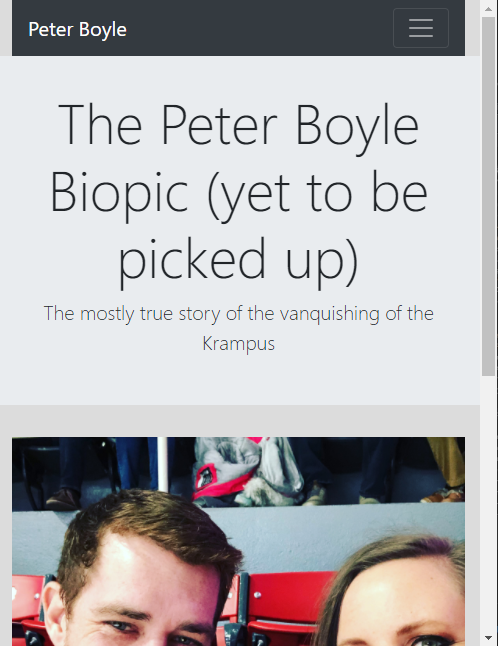 Peter Boyle
The Peter Boyle
Biopic (yet to be
picked up)
The mostly true story of the vanquishing of the
Krampus